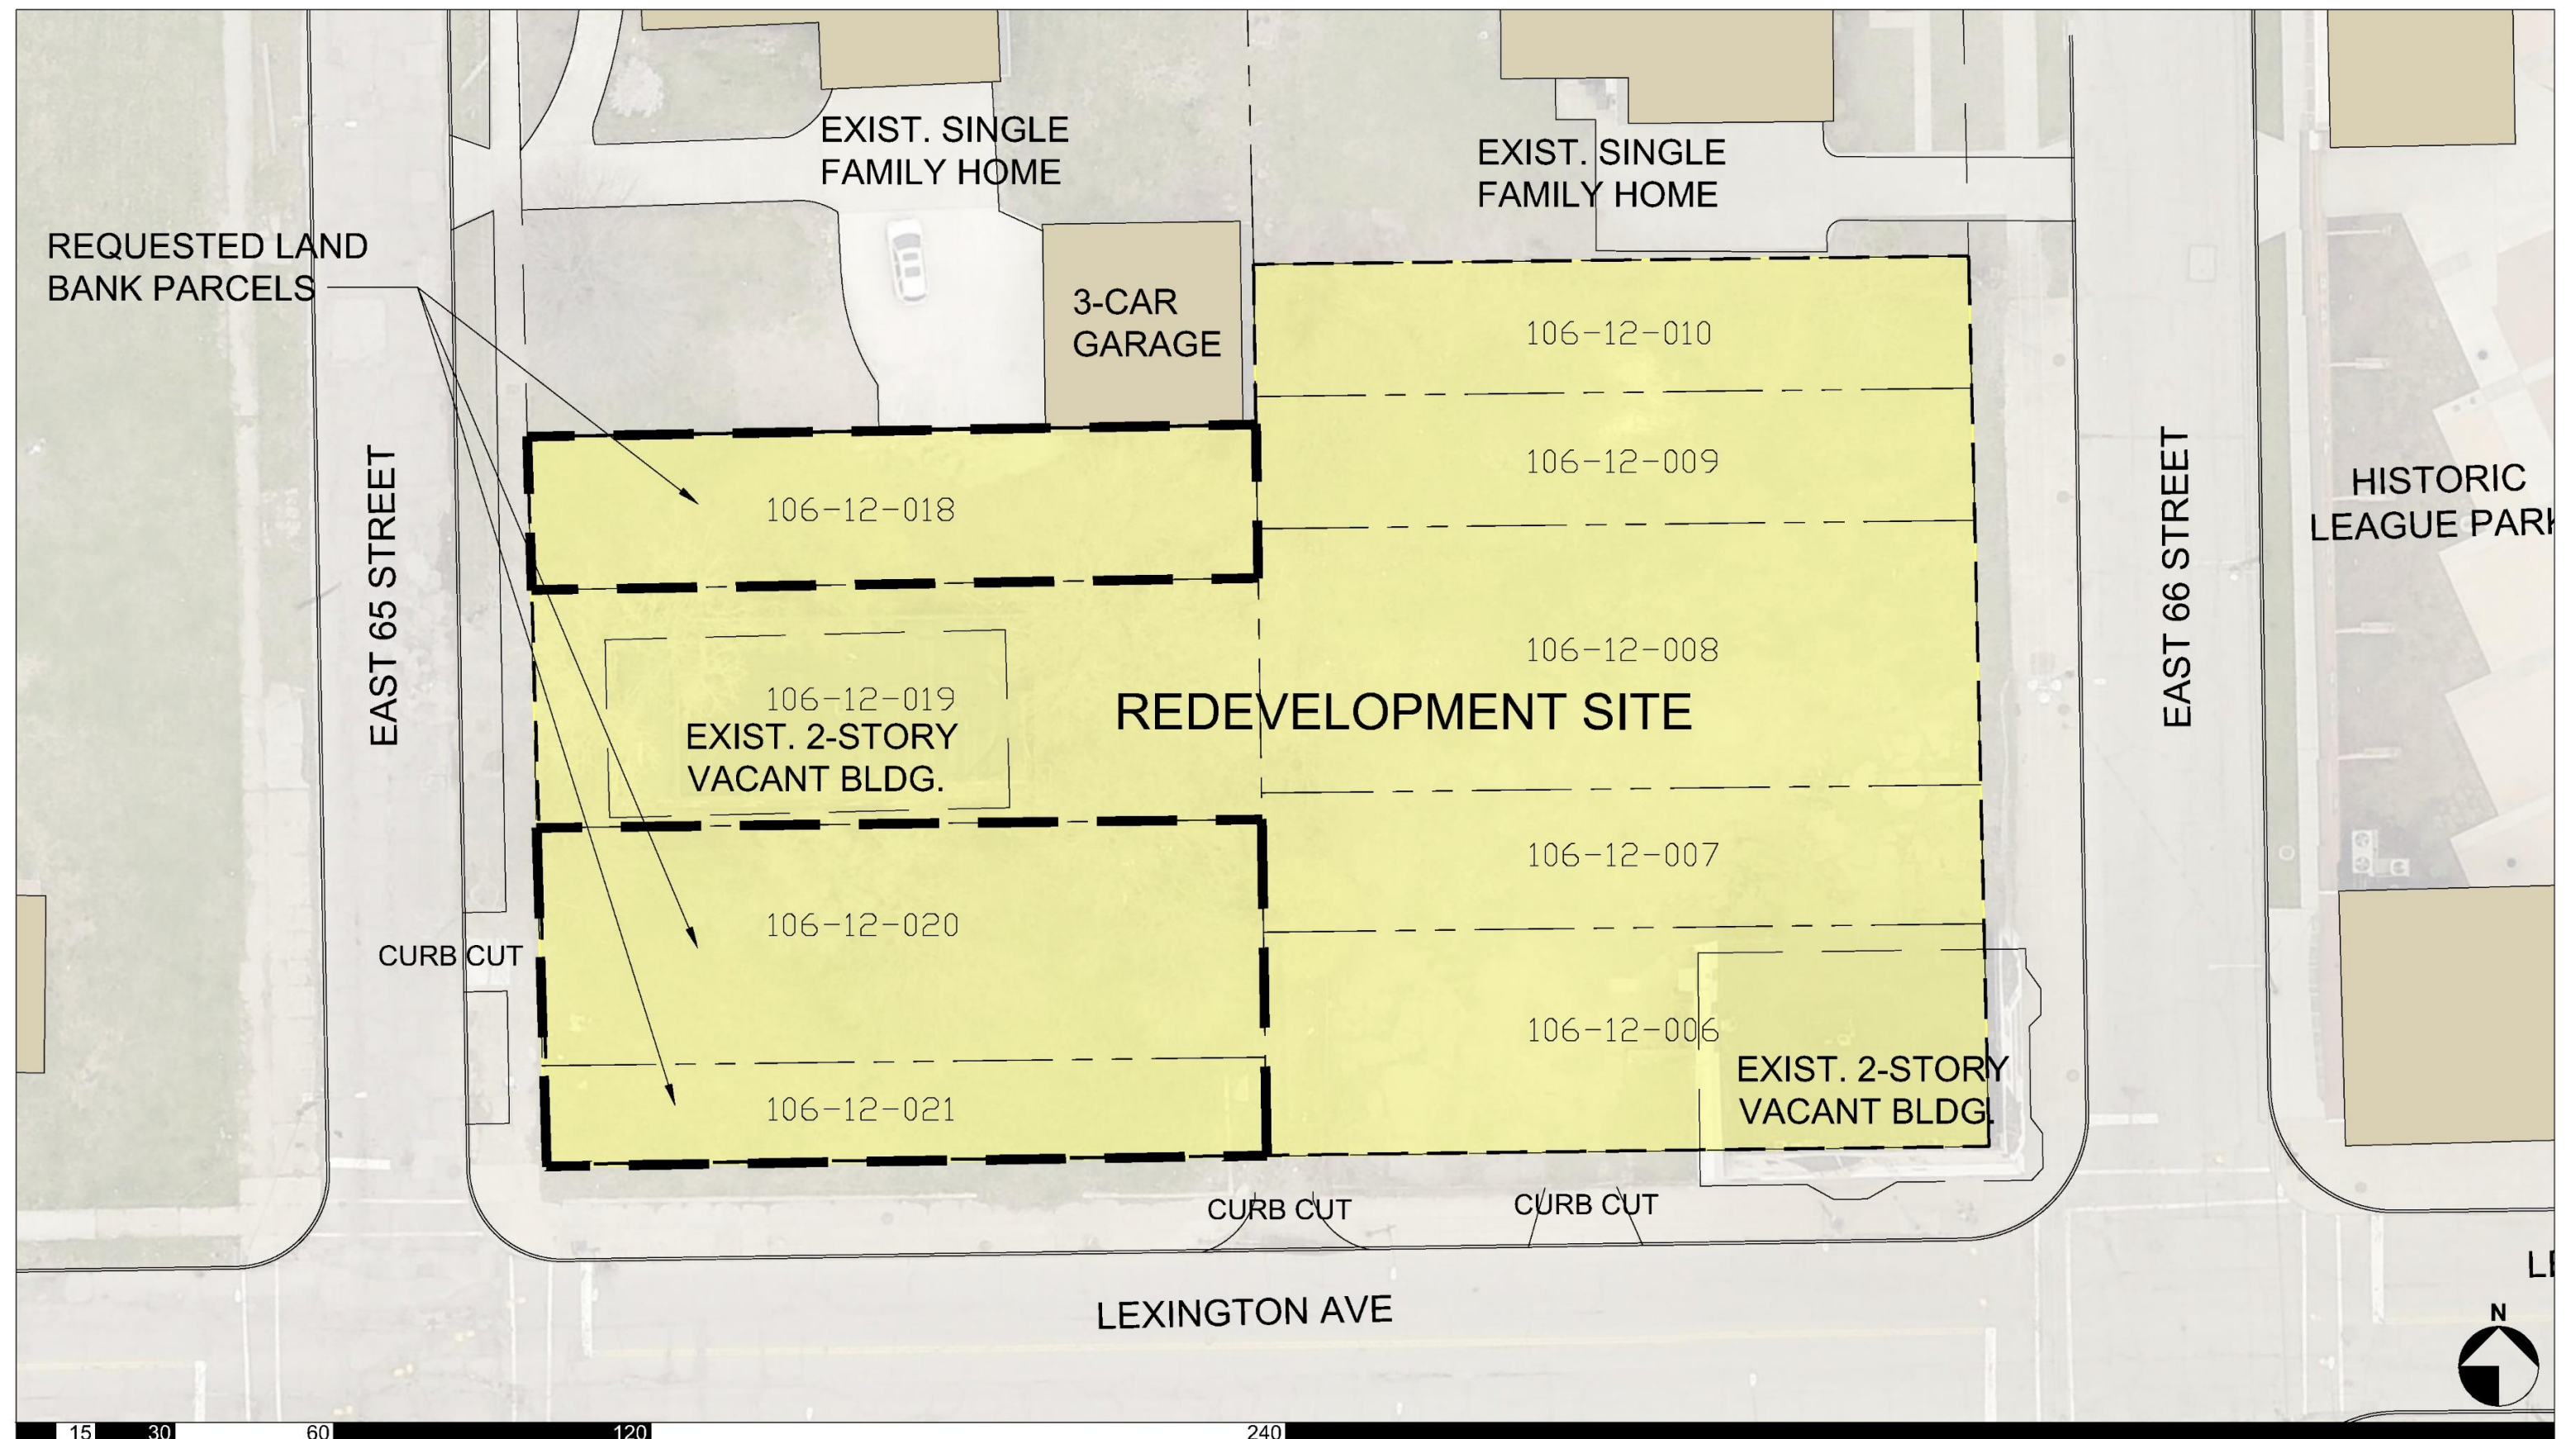 EXIST. SINGLE
FAMILY HOME
EXIST. SINGLE
FAMILY HOME
REQUESTED LAND
BANK PARCELS
3-CAR
GARAGE
106-12-010
106-12-009
106-12-018
HISTORIC
LEAGUE PARK
EAST 65 STREET
EAST 66 STREET
106-12-008
106-12-019
EXIST. 2-STORY
VACANT BLDG.
REDEVELOPMENT SITE
106-12-007
106-12-020
CURB CUT
106-12-006
EXIST. 2-STORY
VACANT BLDG.
106-12-021
CURB CUT
CURB CUT
LEXINGTON AVE
N
15 30 60 120 240